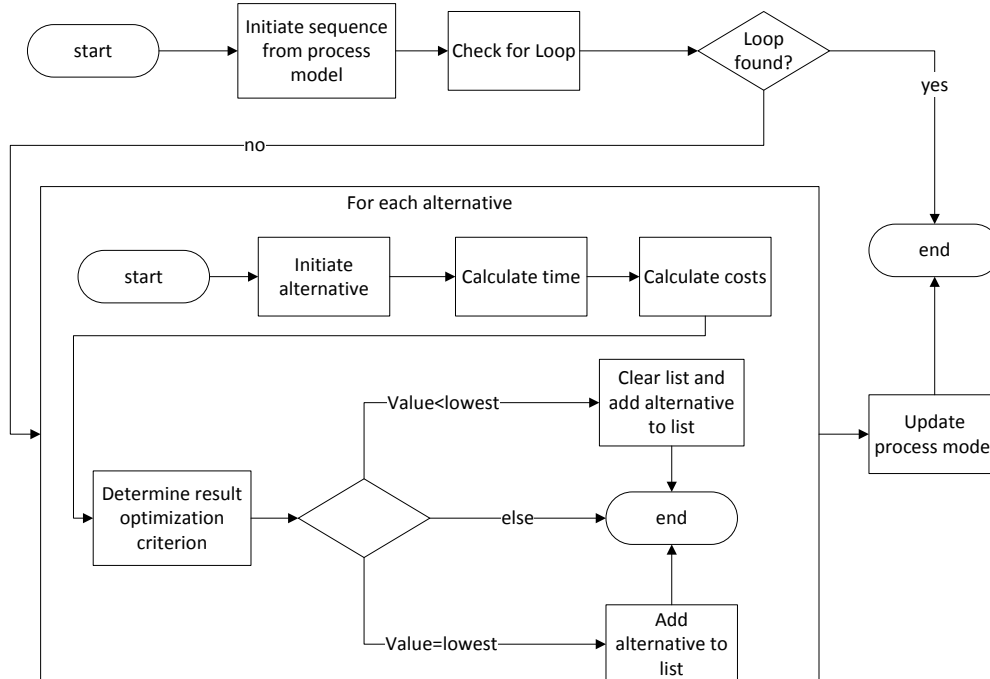 start
Initiate sequence
from process
model
Check for Loop
Loop
found?
yes
no
For each alternative
start
Initiate
alternative
Calculate time
Calculate costs
end
Value<lowest
Clear list and
add alternative
to list
Update
process model
Determine result
optimization
criterion
else
end
Value=lowest
Add
alternative to
list